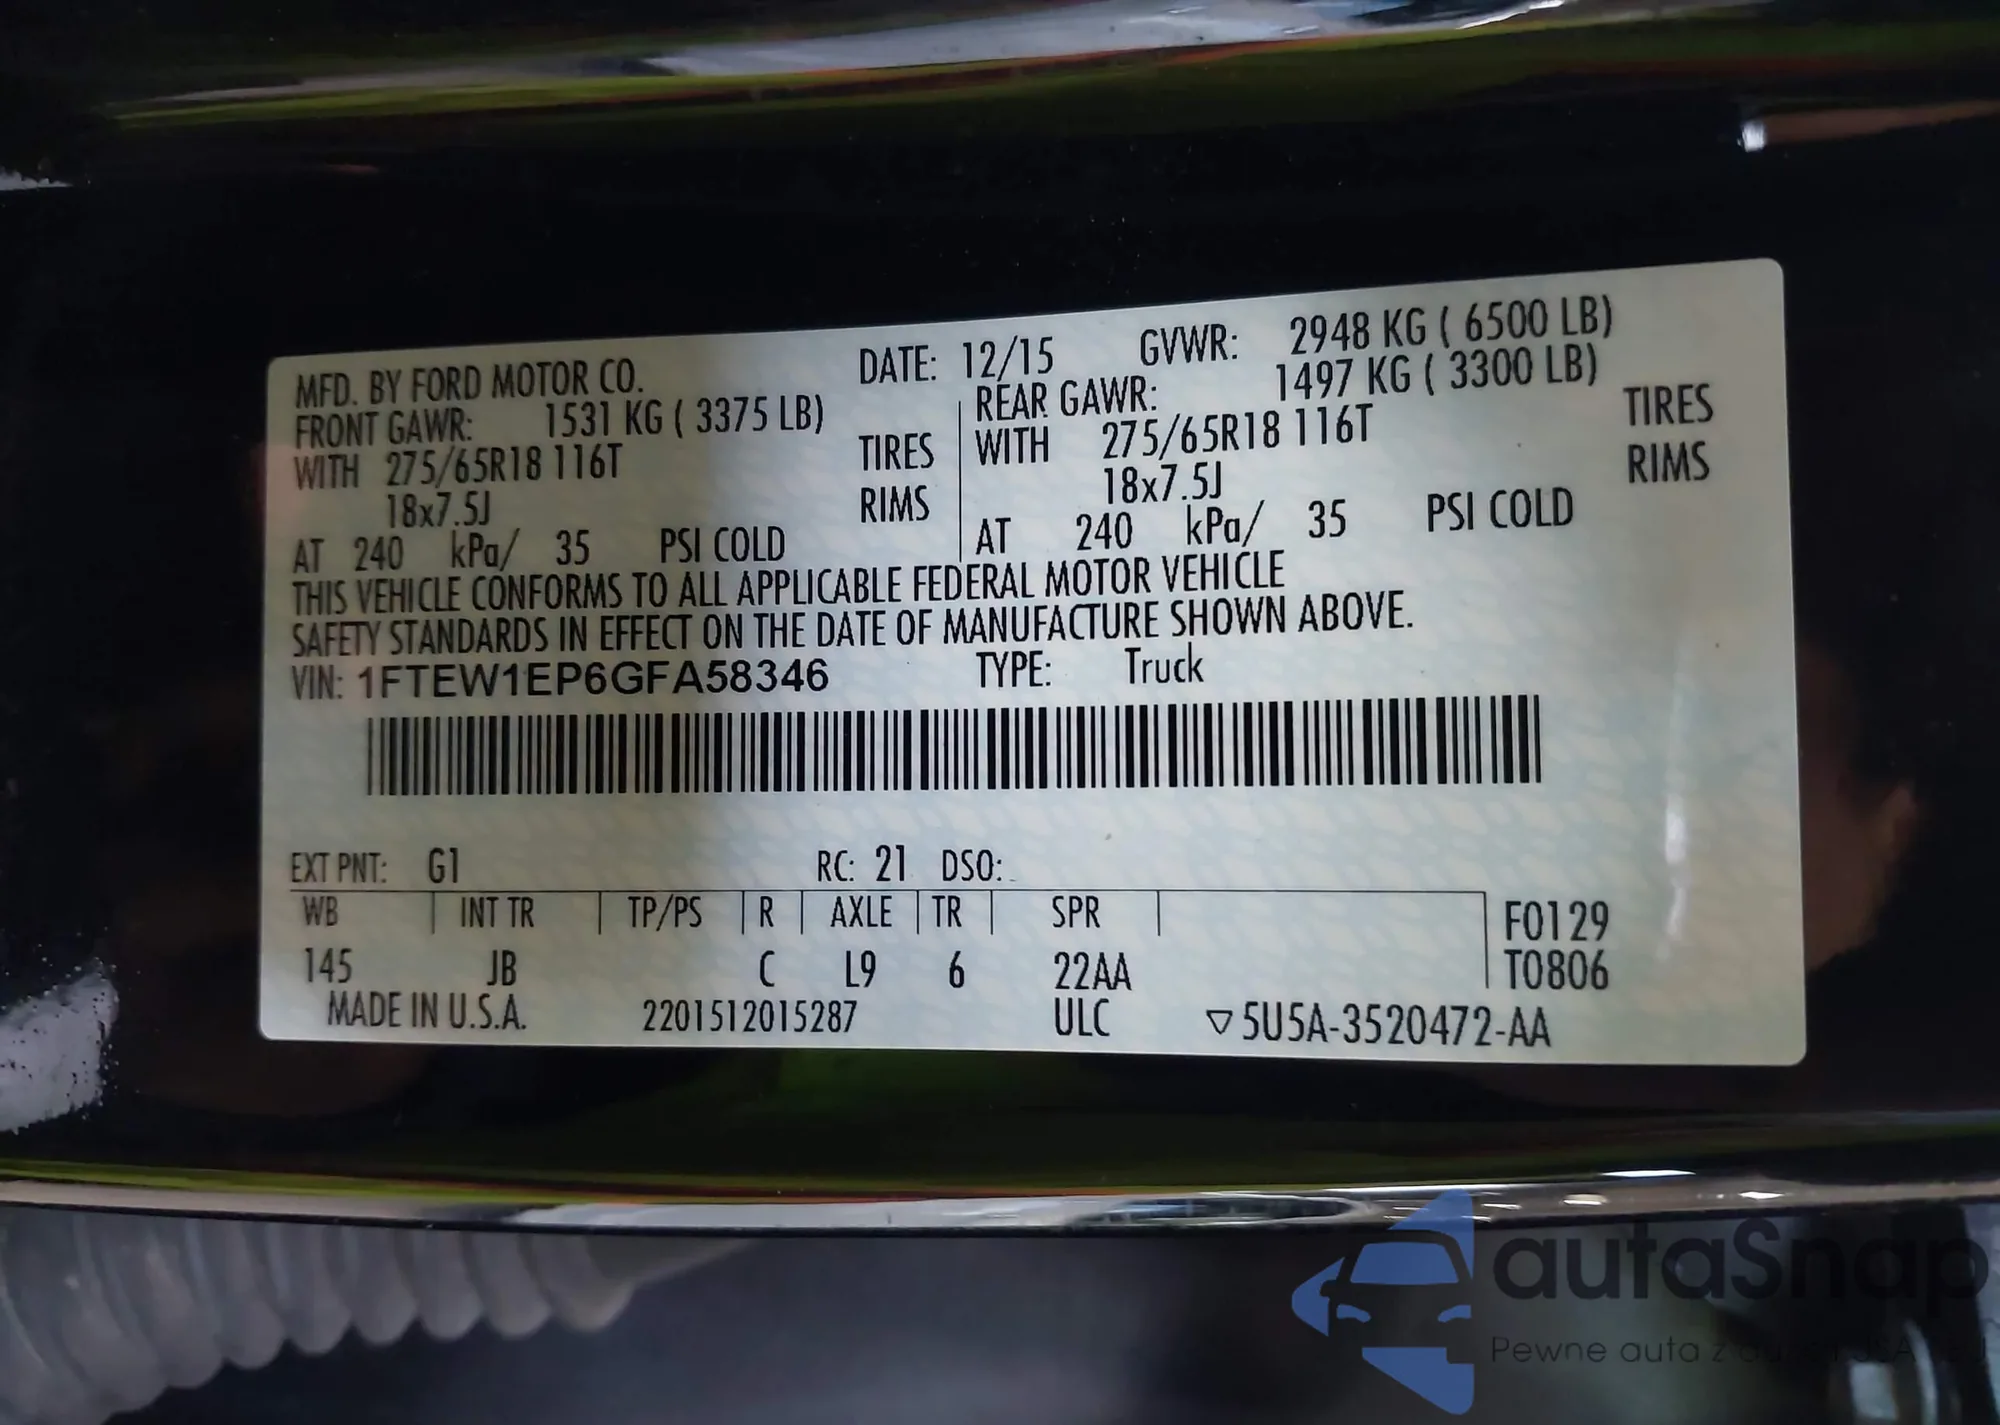 MFD. BY FORD MOTOR CO. DATE: 12/15 GVWR: 2948 KG ( 6500 LB)
FRONT GAWR: 1531 KG ( 3375 LB) REAR GAWR: 1497 KG ( 3300 LB)
WITH 275/65R18 116T TIRES WITH 275/65R18 116T TIRES
18x7.5J RIMS 18x7.5J RIMS
AT 240 kPa/ 35 PSI COLD AT 240 kPa/ 35 PSI COLD
THIS VEHICLE CONFORMS TO ALL APPLICABLE FEDERAL MOTOR VEHICLE
SAFETY STANDARDS IN EFFECT ON THE DATE OF MANUFACTURE SHOWN ABOVE.
VIN: 1FTEW1EP6GFA58346 TYPE: Truck
EXT PNT: G1 RC: 21 DSO:
WB INT TR TP/PS R AXLE TR SPR F0129
145 JB C L9 6 22AA T0806
MADE IN U.S.A. 2201512015287 ULC ▽5U5A-3520472-AA
autaSnap
Pewne auta z